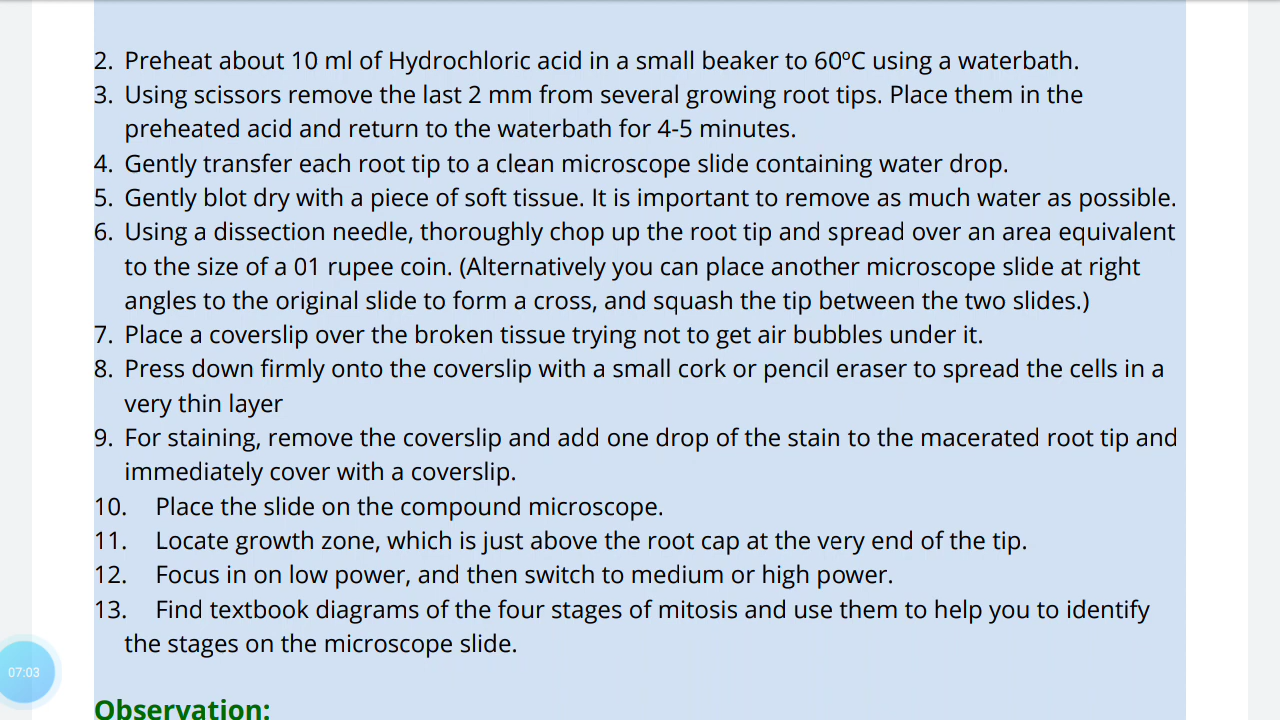 2. Preheat about 10 ml of Hydrochloric acid in a small beaker to 60ºC using a waterbath.
3. Using scissors remove the last 2 mm from several growing root tips. Place them in the
preheated acid and return to the waterbath for 4-5 minutes.
4. Gently transfer each root tip to a clean microscope slide containing water drop.
5. Gently blot dry with a piece of soft tissue. It is important to remove as much water as possible.
6. Using a dissection needle, thoroughly chop up the root tip and spread over an area equivalent
to the size of a 01 rupee coin. (Alternatively you can place another microscope slide at right
angles to the original slide to form a cross, and squash the tip between the two slides.)
7. Place a coverslip over the broken tissue trying not to get air bubbles under it.
8. Press down firmly onto the coverslip with a small cork or pencil eraser to spread the cells in a
very thin layer
9. For staining, remove the coverslip and add one drop of the stain to the macerated root tip and
immediately cover with a coverslip.
10. Place the slide on the compound microscope.
11. Locate growth zone, which is just above the root cap at the very end of the tip.
12. Focus in on low power, and then switch to medium or high power.
13. Find textbook diagrams of the four stages of mitosis and use them to help you to identify
the stages on the microscope slide.
07:03
Observation: